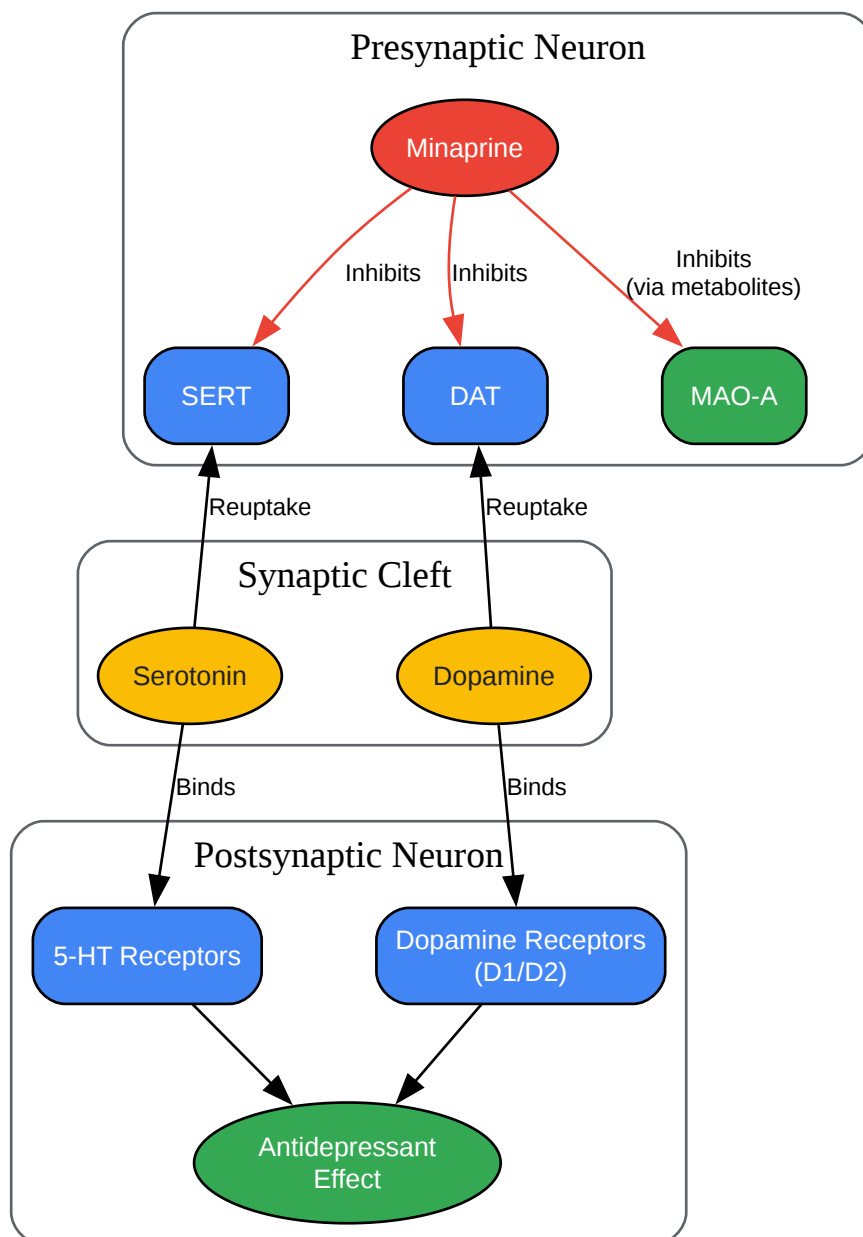 Presynaptic Neuron
Minaprine
Inhibits
Inhibits
Inhibits
(via metabolites)
SERT
DAT
MAO-A
Reuptake
Reuptake
Synaptic Cleft
Serotonin
Dopamine
Binds
Binds
Postsynaptic Neuron
5-HT Receptors
Dopamine Receptors
(D1/D2)
Antidepressant
Effect